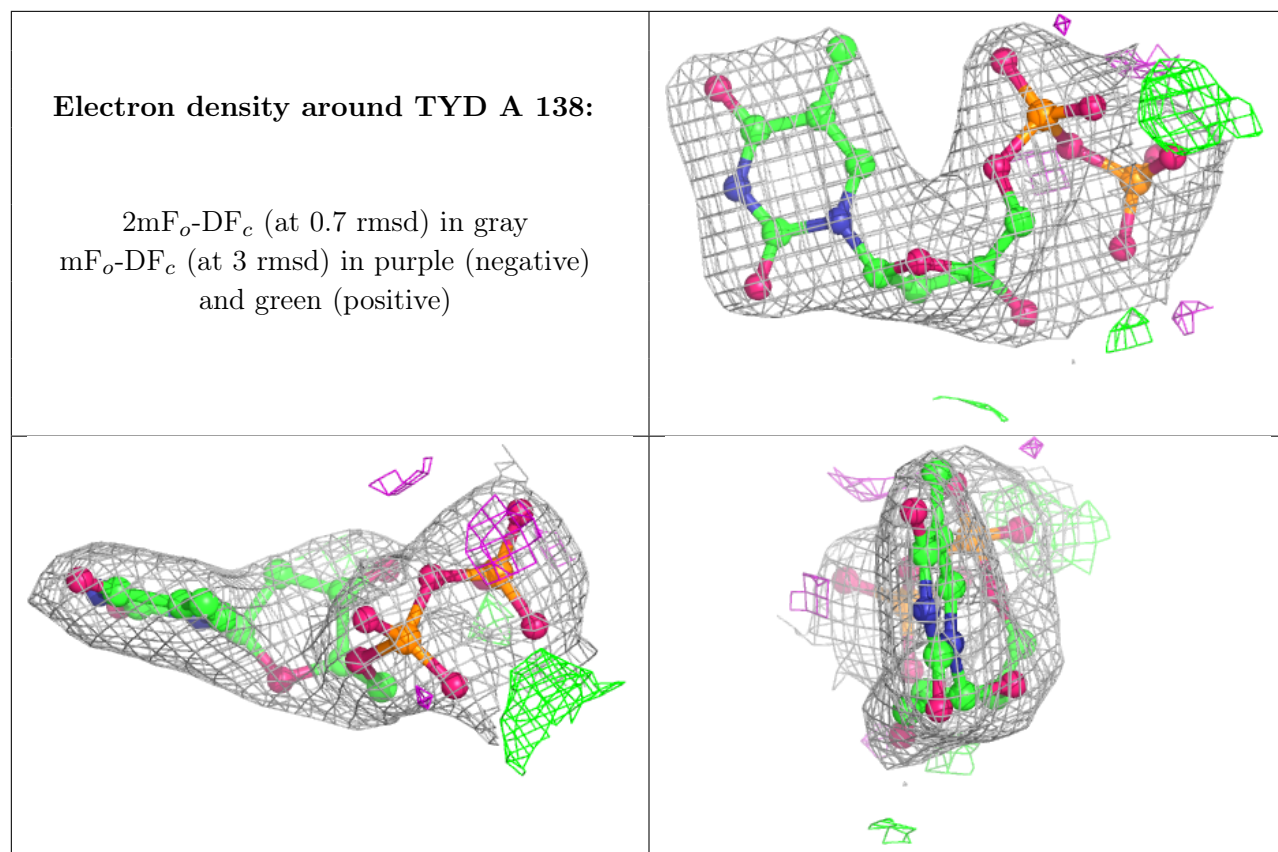 Electron density around TYD A 138:
2mFo-DFc (at 0.7 rmsd) in gray
mFo-DFc (at 3 rmsd) in purple (negative)
and green (positive)